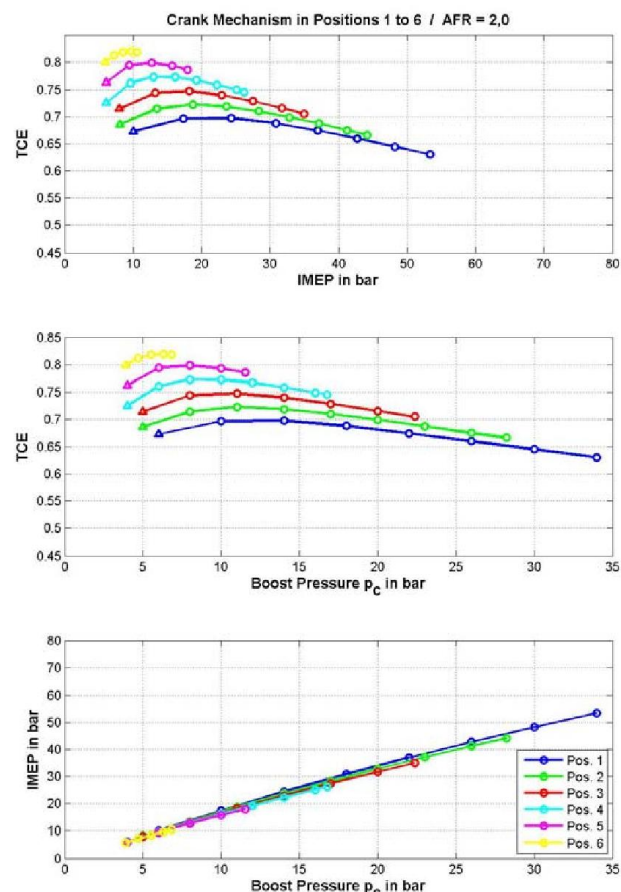 Crank Mechanism in Positions 1 to 6 / AFR = 2,0
TCE
0.8
0.75
0.7
0.65
0.6
0.55
0.5
0.45
0 10 20 30 40 50 60 70 80
IMEP in bar
TCE
0.85
0.8
0.75
0.7
0.65
0.6
0.55
0.5
0.45
0 5 10 15 20 25 30 35
Boost Pressure pC in bar
IMEP in bar
80
70
60
50
40
30
20
10
0
Pos. 1
Pos. 2
Pos. 3
Pos. 4
Pos. 5
Pos. 6
0 5 10 15 20 25 30 35
Boost Pressure pC in bar